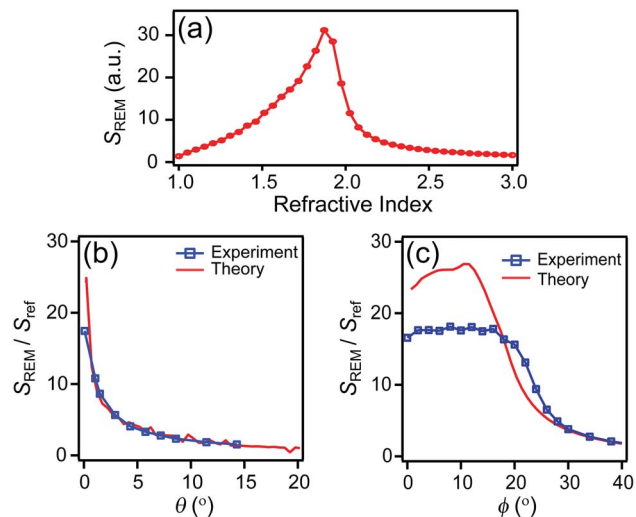 (a)
S_REM (a.u.)
30
20
10
0
1.0 1.5 2.0 2.5 3.0
Refractive Index
(b)
Experiment
Theory
S_REM / S_ref
30
20
10
0
0 5 10 15 20
θ (°)
(c)
Experiment
Theory
S_REM / S_ref
30
20
10
0
0 10 20 30 40
ϕ (°)